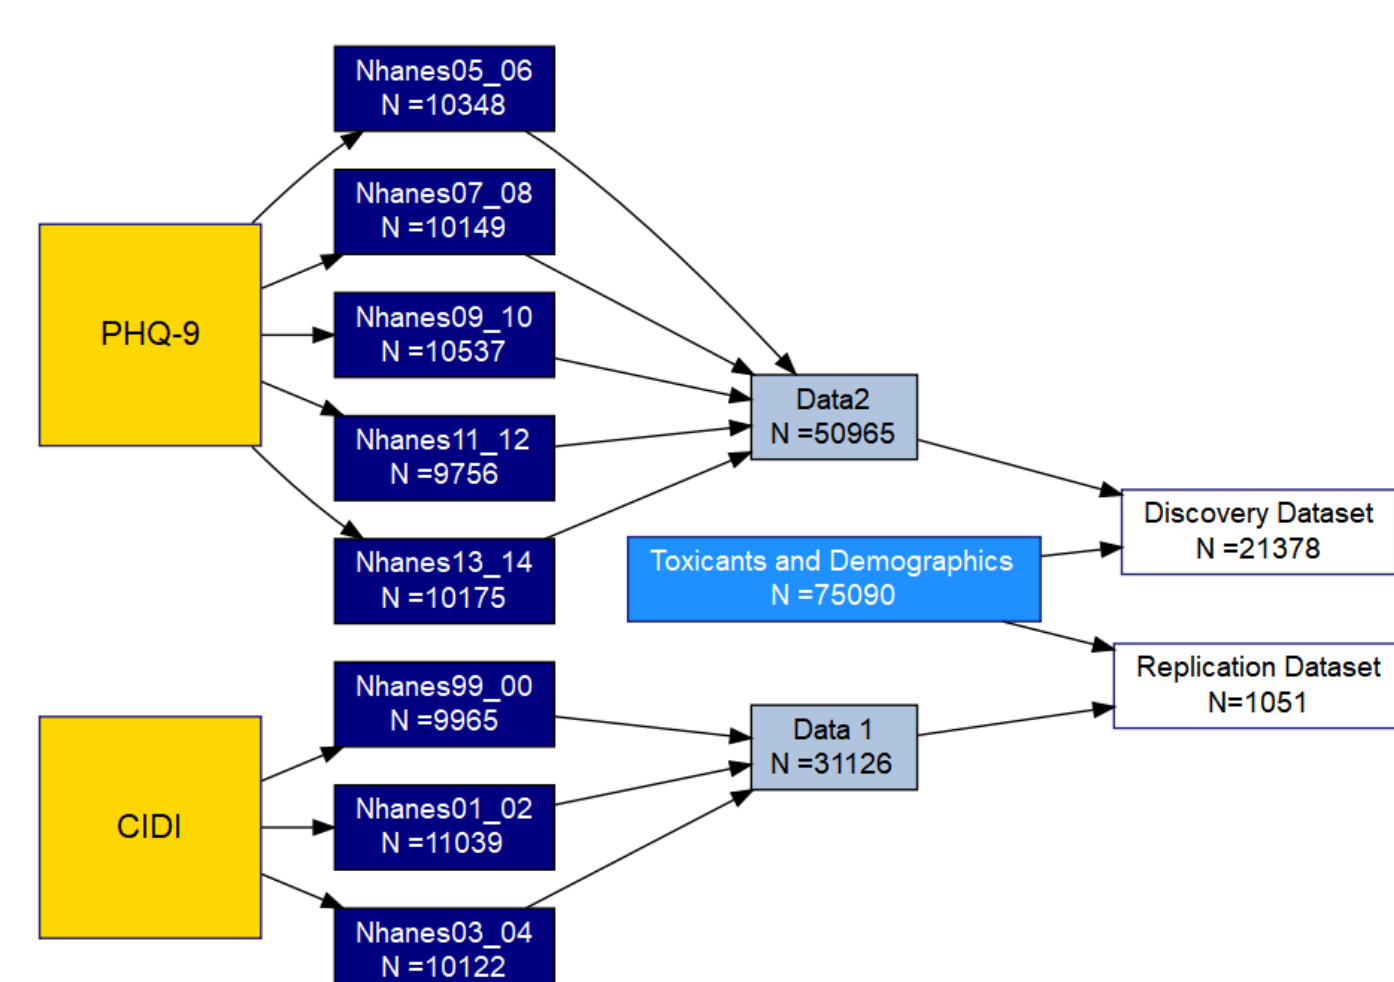 Nhanes05_06
N =10348
Nhanes07_08
N =10149
PHQ-9
Nhanes09_10
N =10537
Nhanes11_12
N =9756
Nhanes13_14
N =10175
Data2
N =50965
Discovery Dataset
N =21378
Toxicants and Demographics
N =75090
Replication Dataset
N=1051
Nhanes99_00
N =9965
Data 1
N =31126
CIDI
Nhanes01_02
N =11039
Nhanes03_04
N =10122